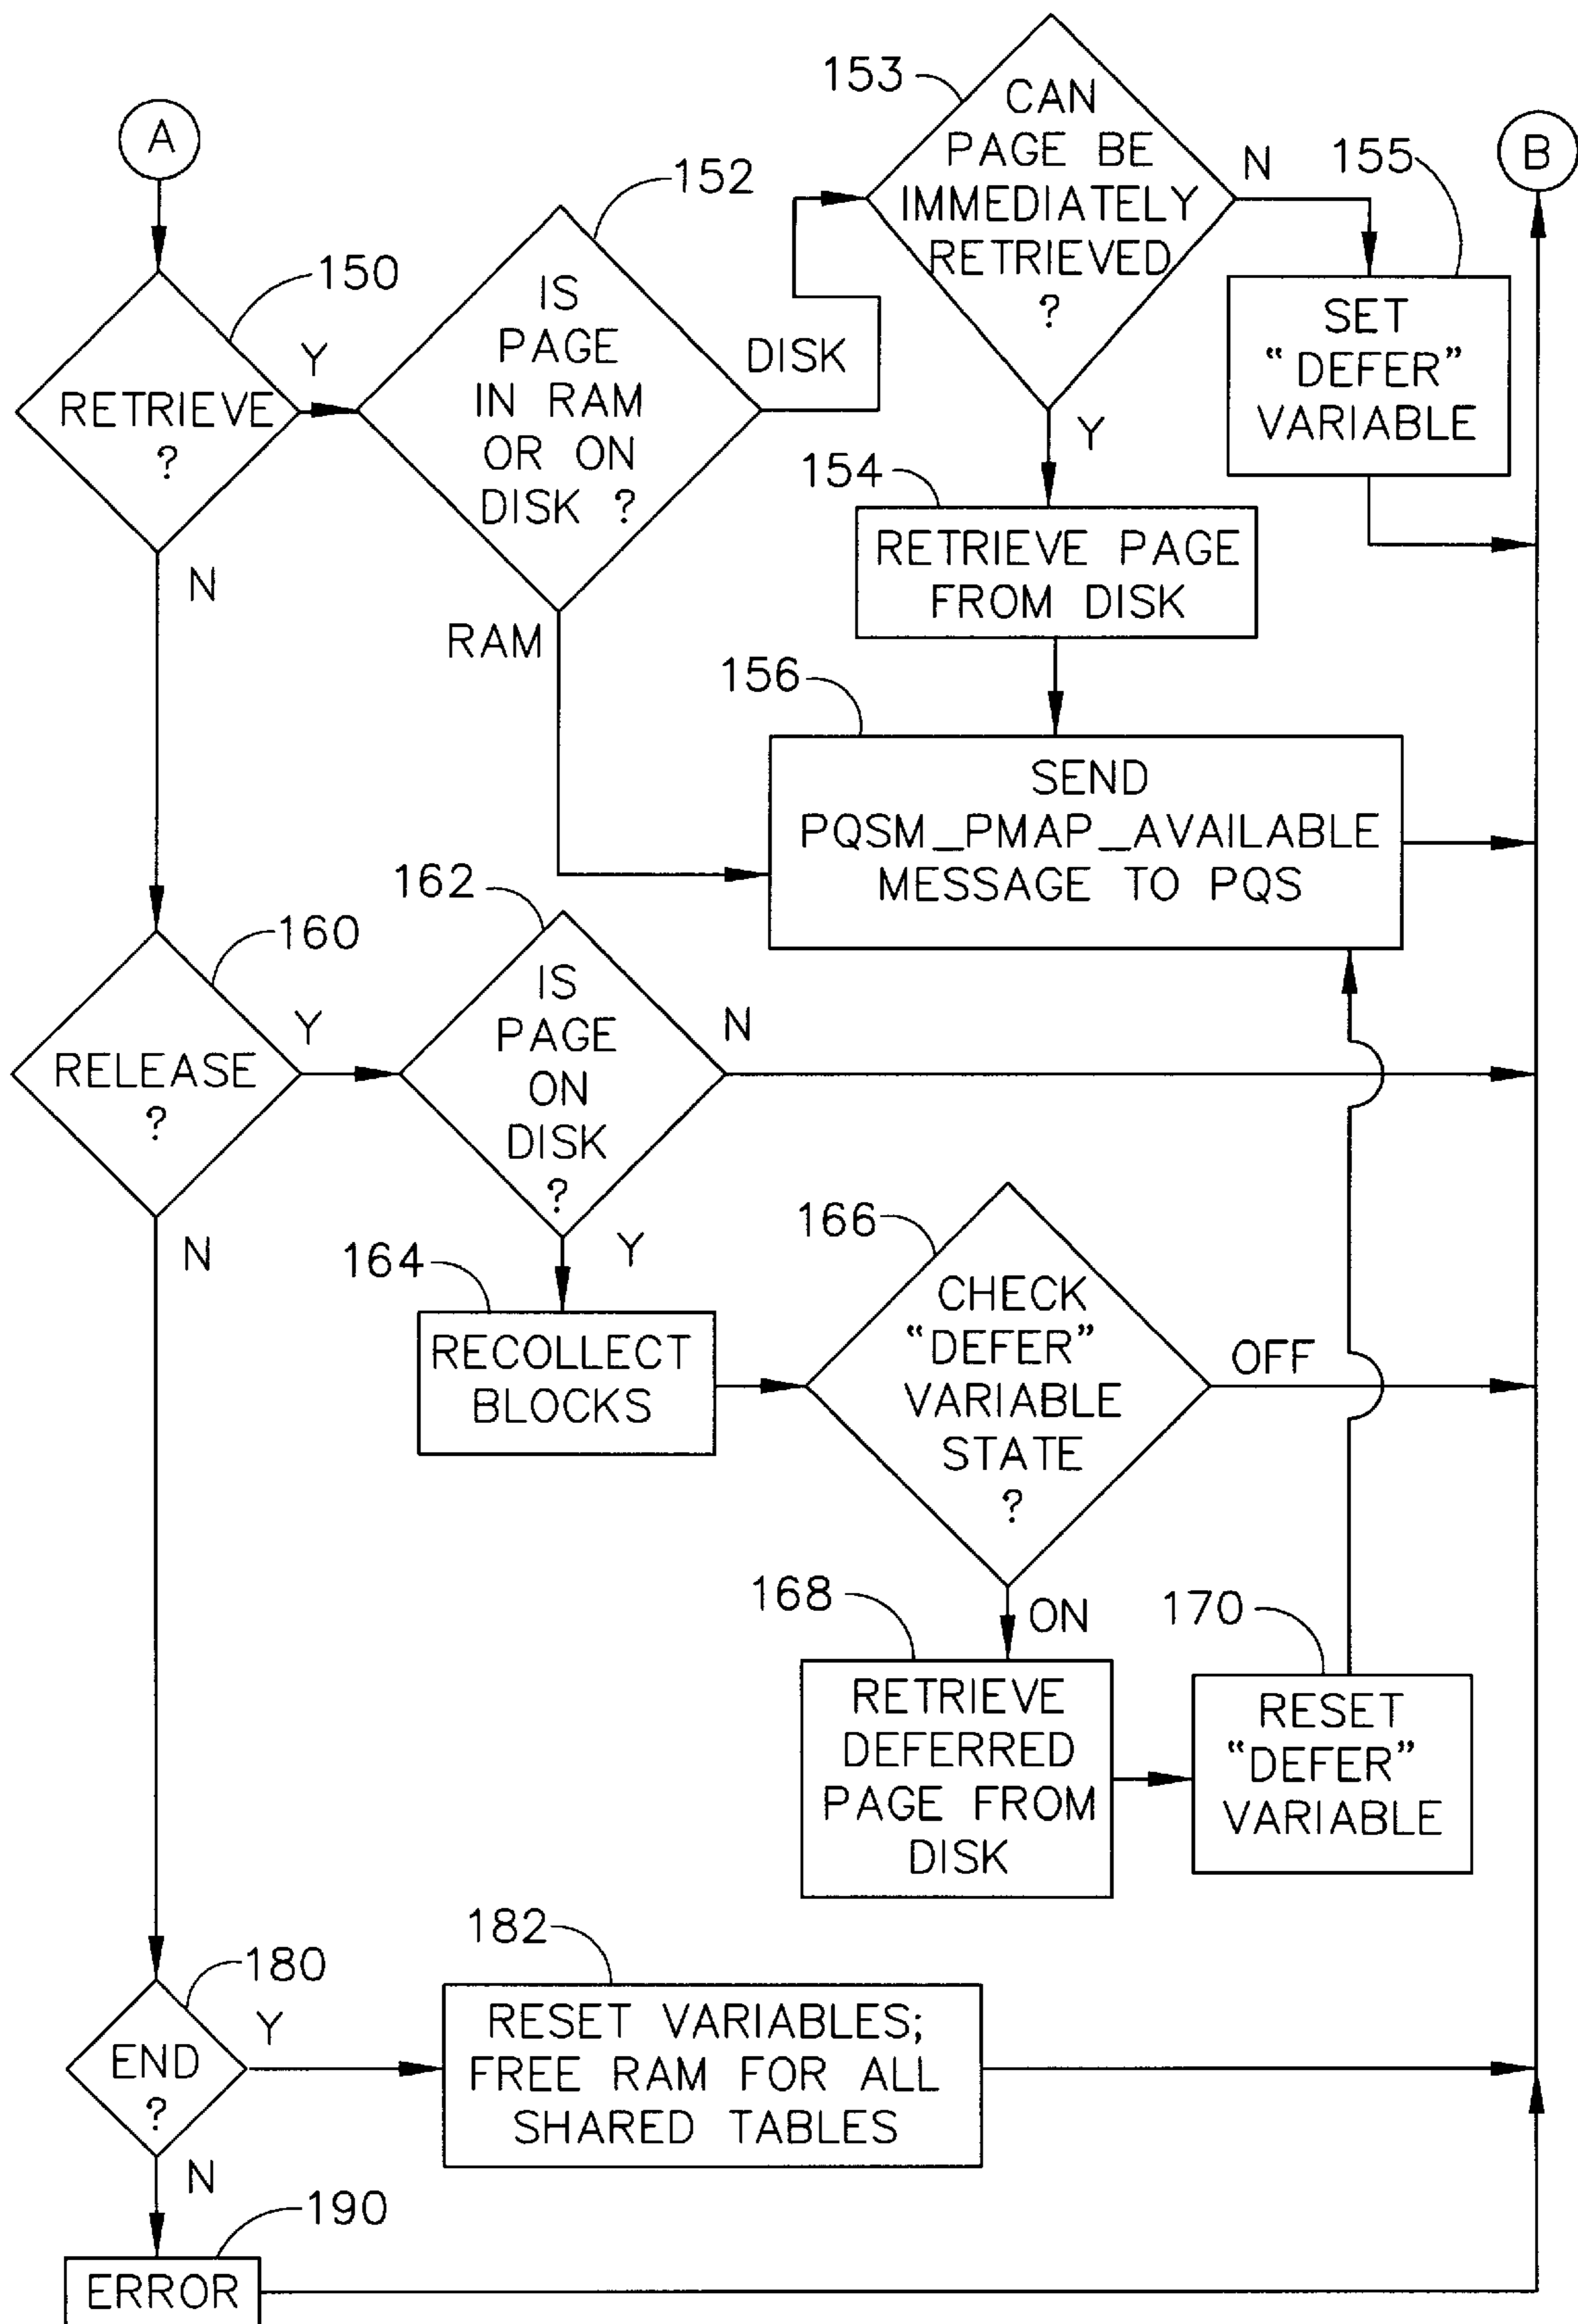 A
150
RETRIEVE
?
Y
N
152
IS
PAGE
IN RAM
OR ON
DISK ?
DISK
RAM
153
CAN
PAGE BE
IMMEDIATELY
RETRIEVED
?
N
Y
155
SET
“DEFER”
VARIABLE
B
154
RETRIEVE PAGE
FROM DISK
156
SEND
PQSM_PMAP_AVAILABLE
MESSAGE TO PQS
160
RELEASE
?
Y
N
162
IS
PAGE
ON
DISK
?
N
Y
164
RECOLLECT
BLOCKS
166
CHECK
“DEFER”
VARIABLE
STATE
?
OFF
ON
168
RETRIEVE
DEFERRED
PAGE FROM
DISK
170
RESET
“DEFER”
VARIABLE
180
END
?
Y
N
182
RESET VARIABLES;
FREE RAM FOR ALL
SHARED TABLES
190
ERROR